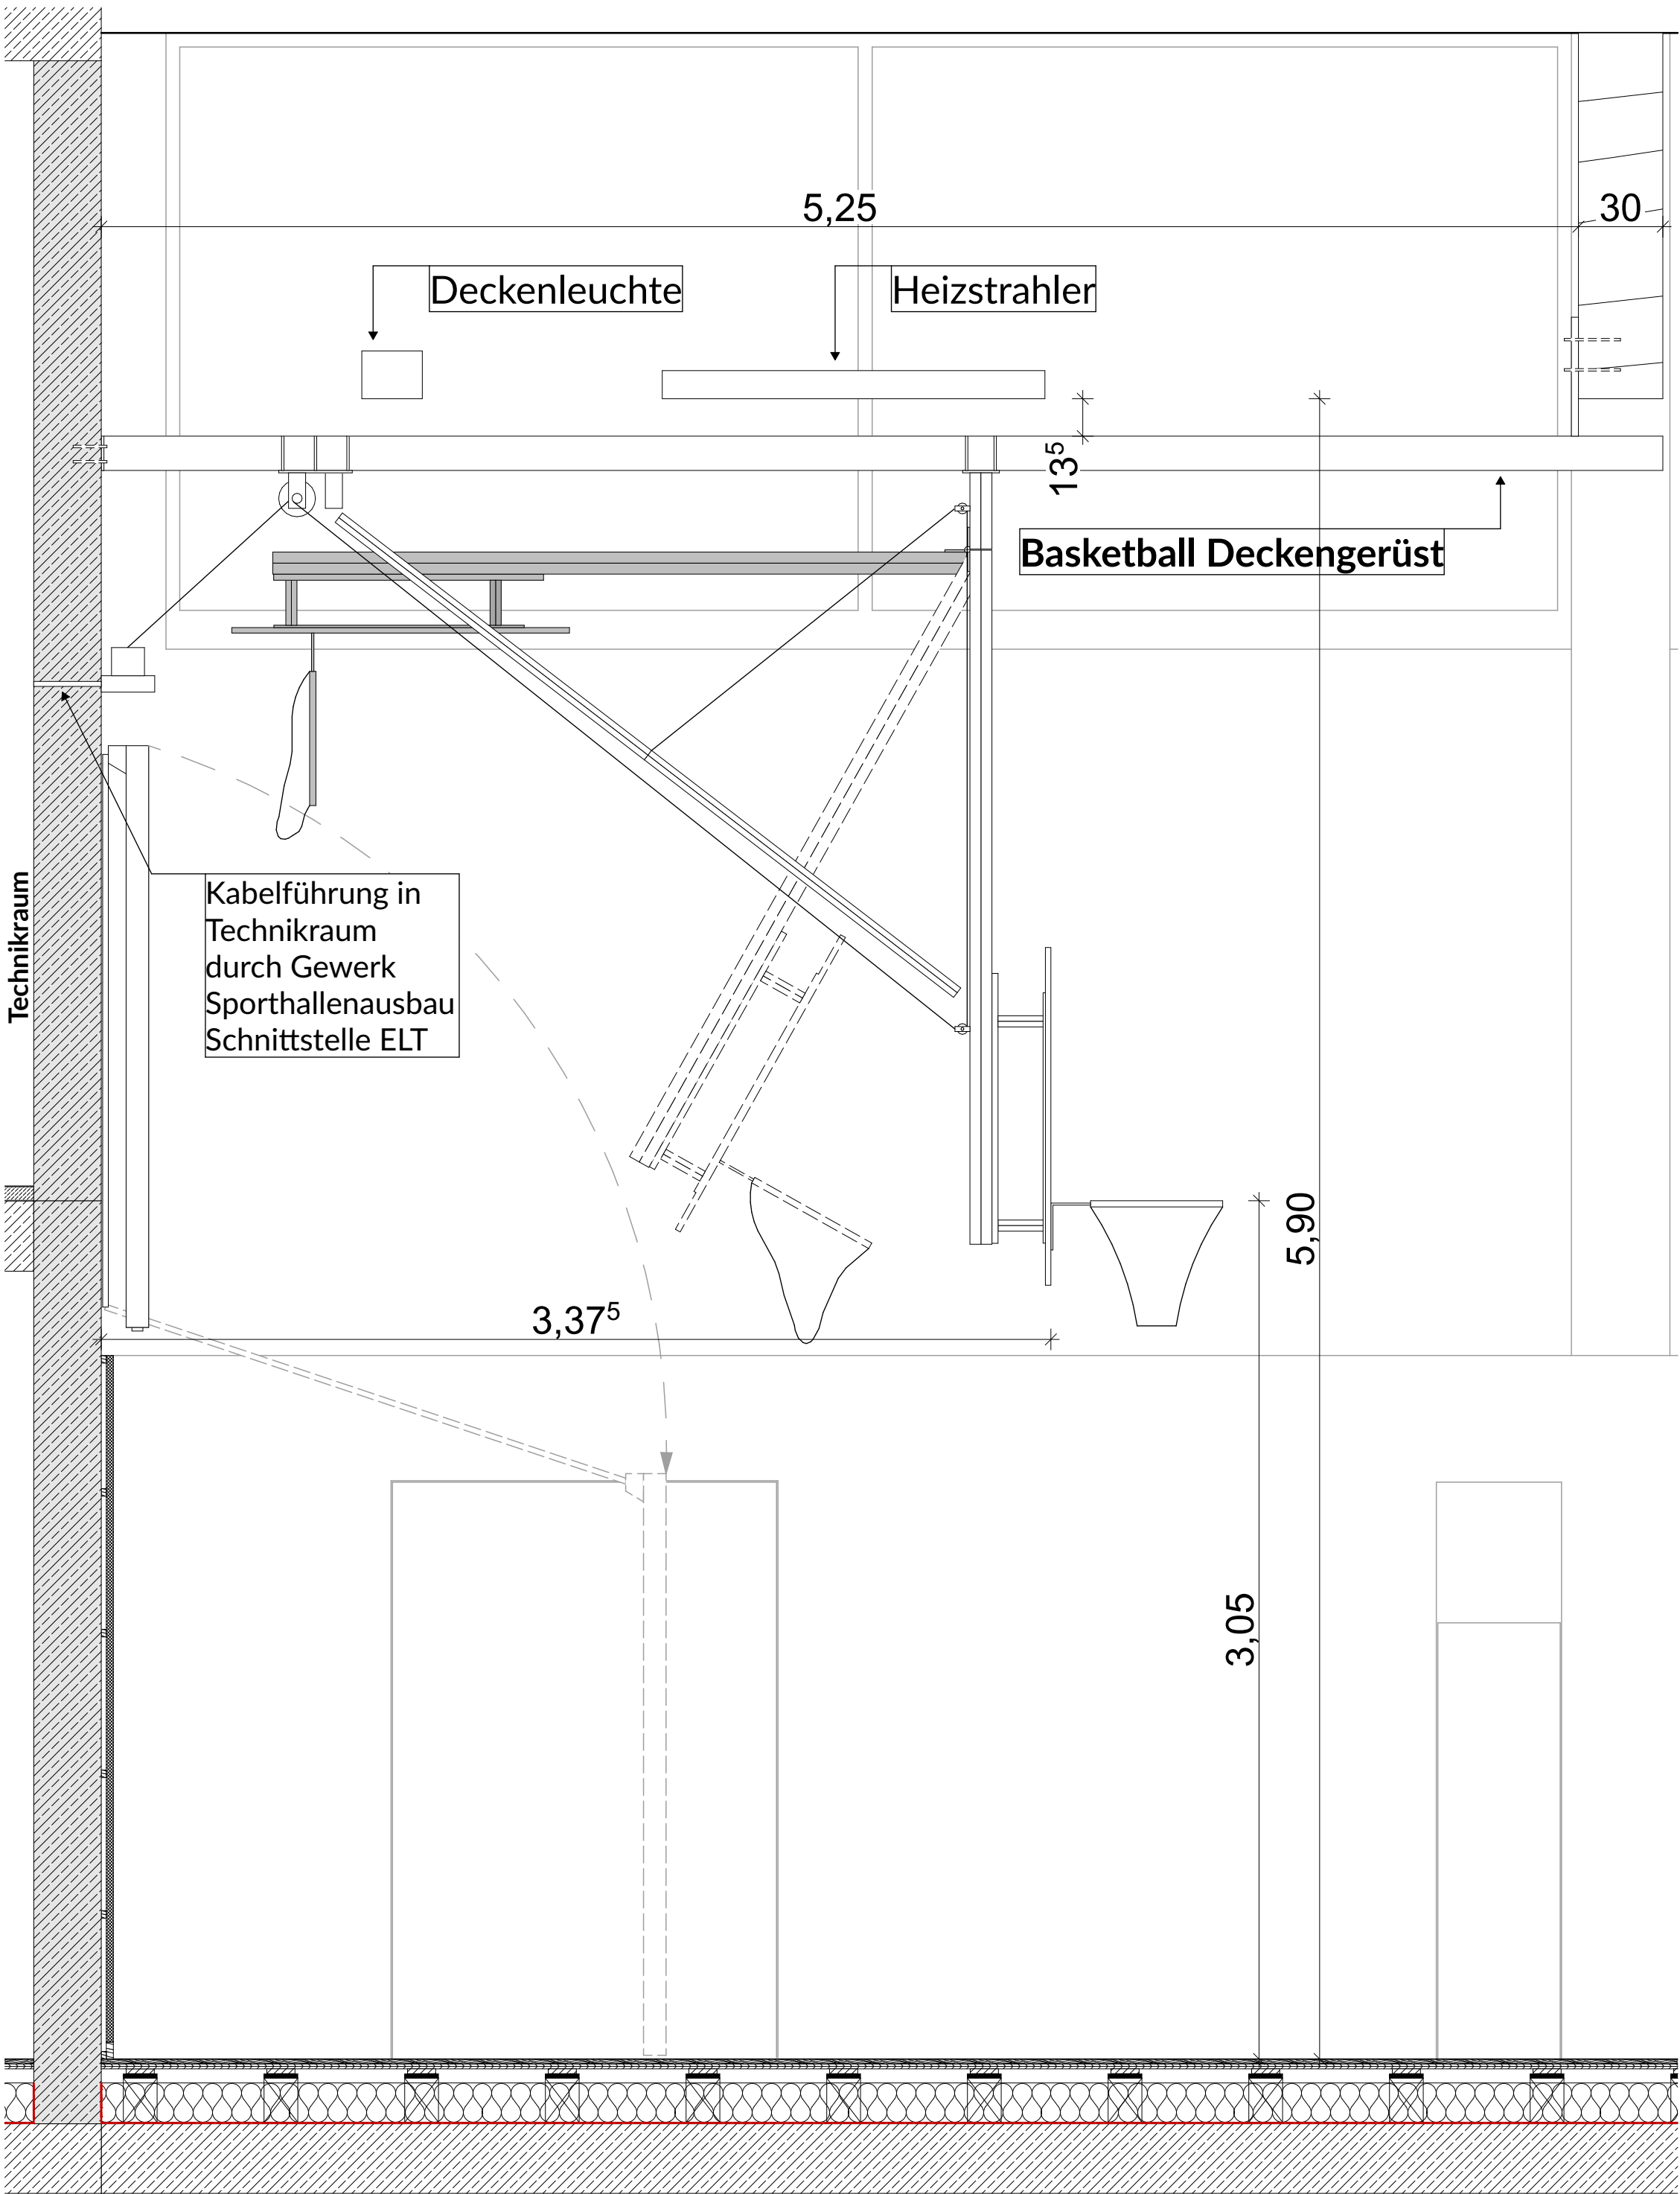 5,25
30
Deckenleuchte
Heizstrahler
13⁵
Basketball Deckengerüst
Technikraum
Kabelführung in
Technikraum
durch Gewerk
Sporthallenausbau
Schnittstelle ELT
5,90
3,37⁵
3,05